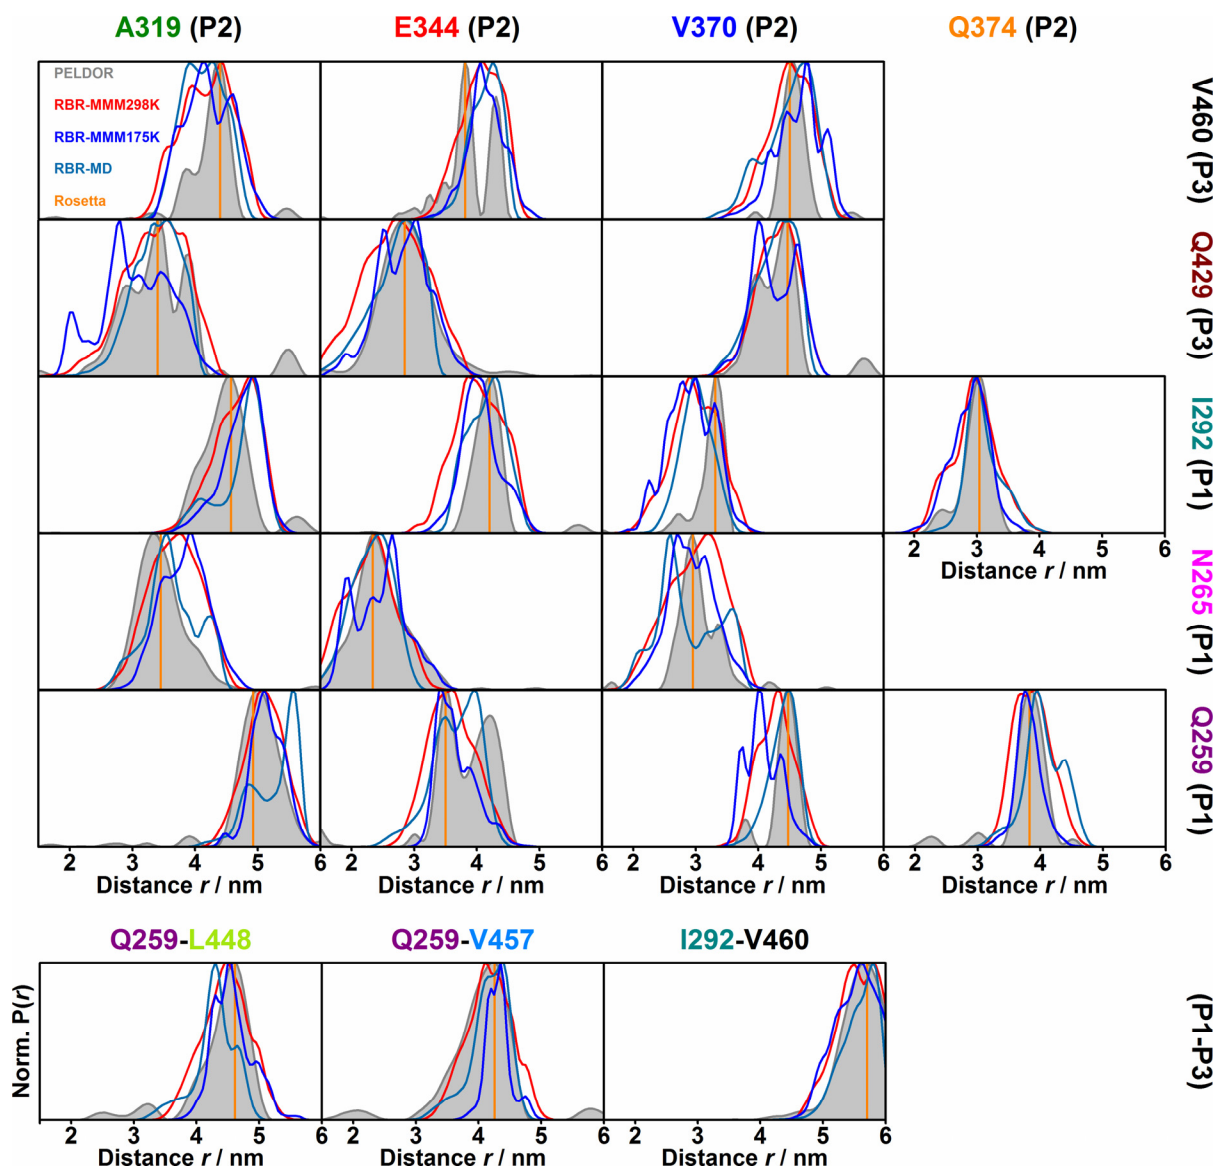 A319 (P2) E344 (P2) V370 (P2) Q374 (P2)
PELDOR
RBR-MMM298K
RBR-MMM175K
RBR-MD
Rosetta
V460 (P3)
Q429 (P3)
I292 (P1)
2 3 4 5 6
Distance r / nm
N265 (P1)
Q259 (P1)
2 3 4 5 6 2 3 4 5 2 3 4 5 6 2 3 4 5 6
Distance r / nm Distance r / nm Distance r / nm Distance r / nm
Q259-L448 Q259-V457 I292-V460
Norm. P(r)
(P1-P3)
2 3 4 5 6 2 3 4 5 6 2 3 4 5 6
Distance r / nm Distance r / nm Distance r / nm